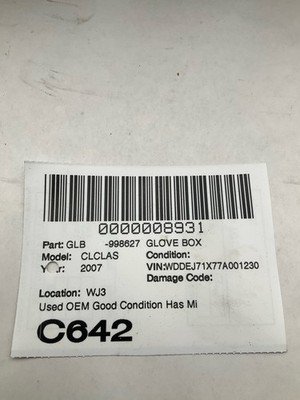 0000008931
Part: GLB -998627 GLOVE BOX
Model: CLCLAS Condition:
Year: 2007 VIN:WDDEJ71X77A001230
Damage Code:
Location: WJ3
Used OEM Good Condition Has Mi
C642